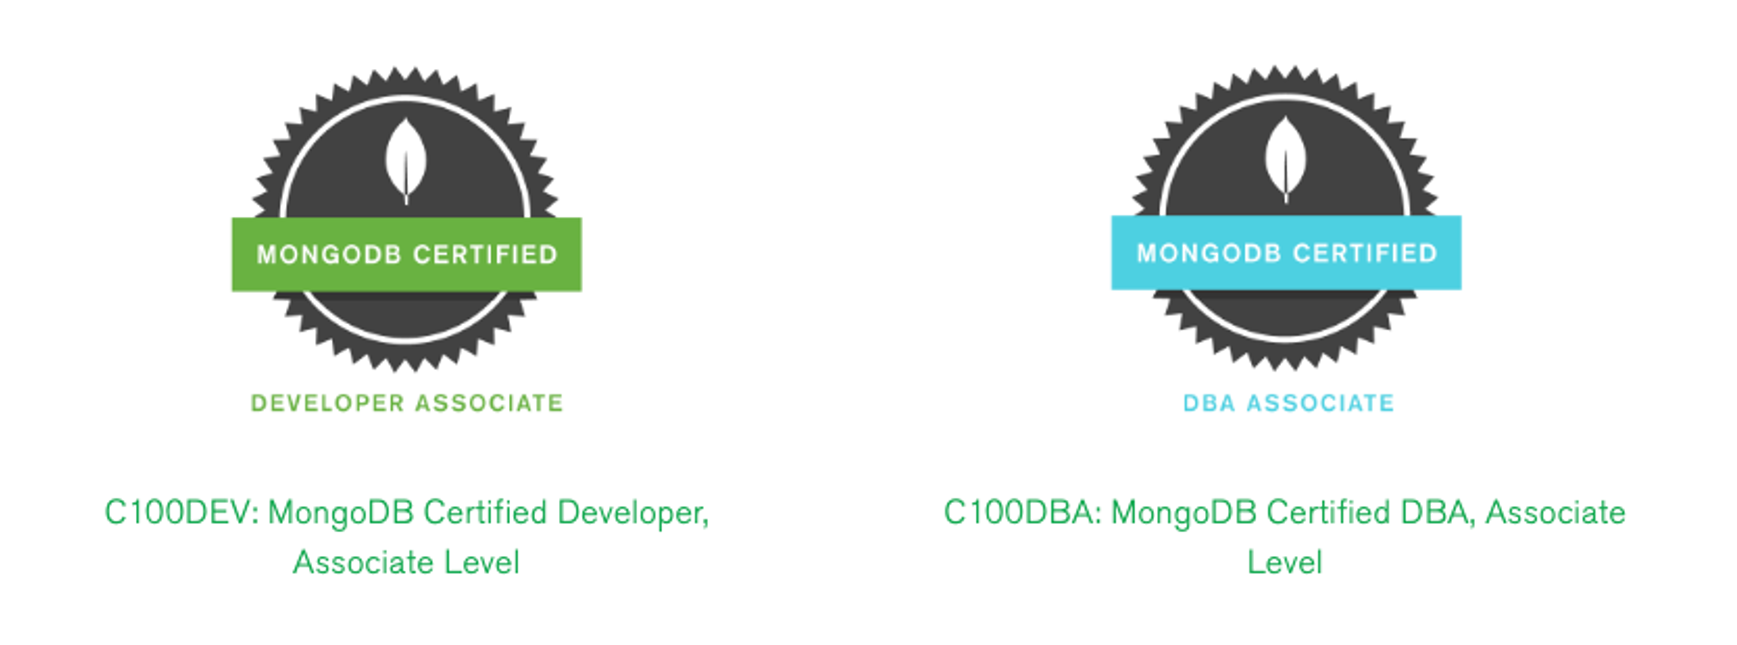 MONGODB CERTIFIED
DEVELOPER ASSOCIATE
C100DEV: MongoDB Certified Developer,
Associate Level
MONGODB CERTIFIED
DBA ASSOCIATE
C100DBA: MongoDB Certified DBA, Associate
Level